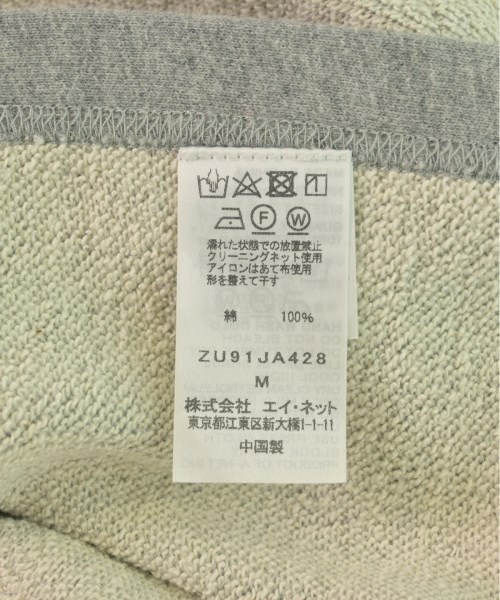 F W
濡れた状態での放置禁止
クリーニングネット使用
アイロンはあて布使用
形を整えて干す
綿 100%
ZU91JA428
M
株式会社 エイ・ネット
東京都江東区新大橋1-1-11
中国製